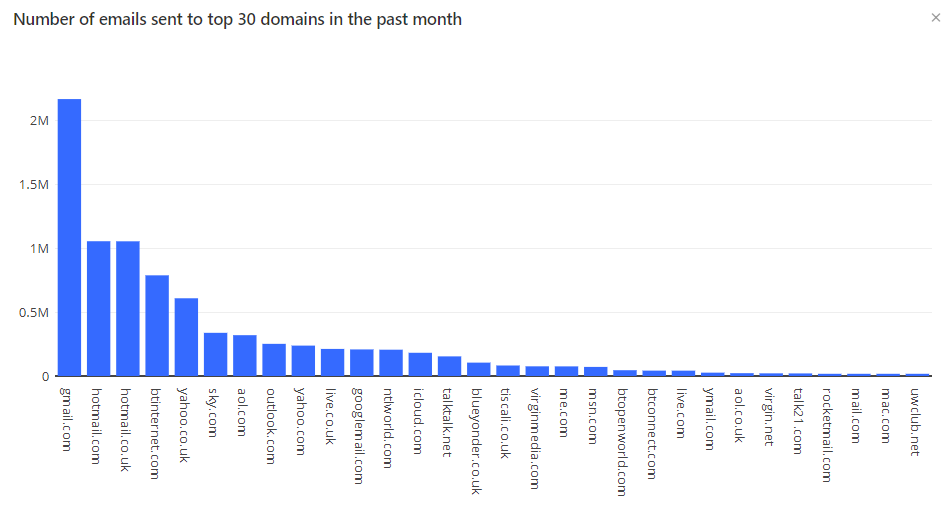 Number of emails sent to top 30 domains in the past month
×
2M
1.5M
1M
0.5M
0
gmail.com
hotmail.com
hotmail.co.uk
btinternet.com
yahoo.co.uk
sky.com
aol.com
outlook.com
yahoo.com
live.co.uk
googlemail.com
ntlworld.com
icloud.com
talktalk.net
blueyonder.co.uk
tiscali.co.uk
virginmedia.com
me.com
msn.com
btopenworld.com
btconnect.com
live.com
ymail.com
aol.co.uk
virgin.net
talk21.com
rocketmail.com
mail.com
mac.com
uwclub.net